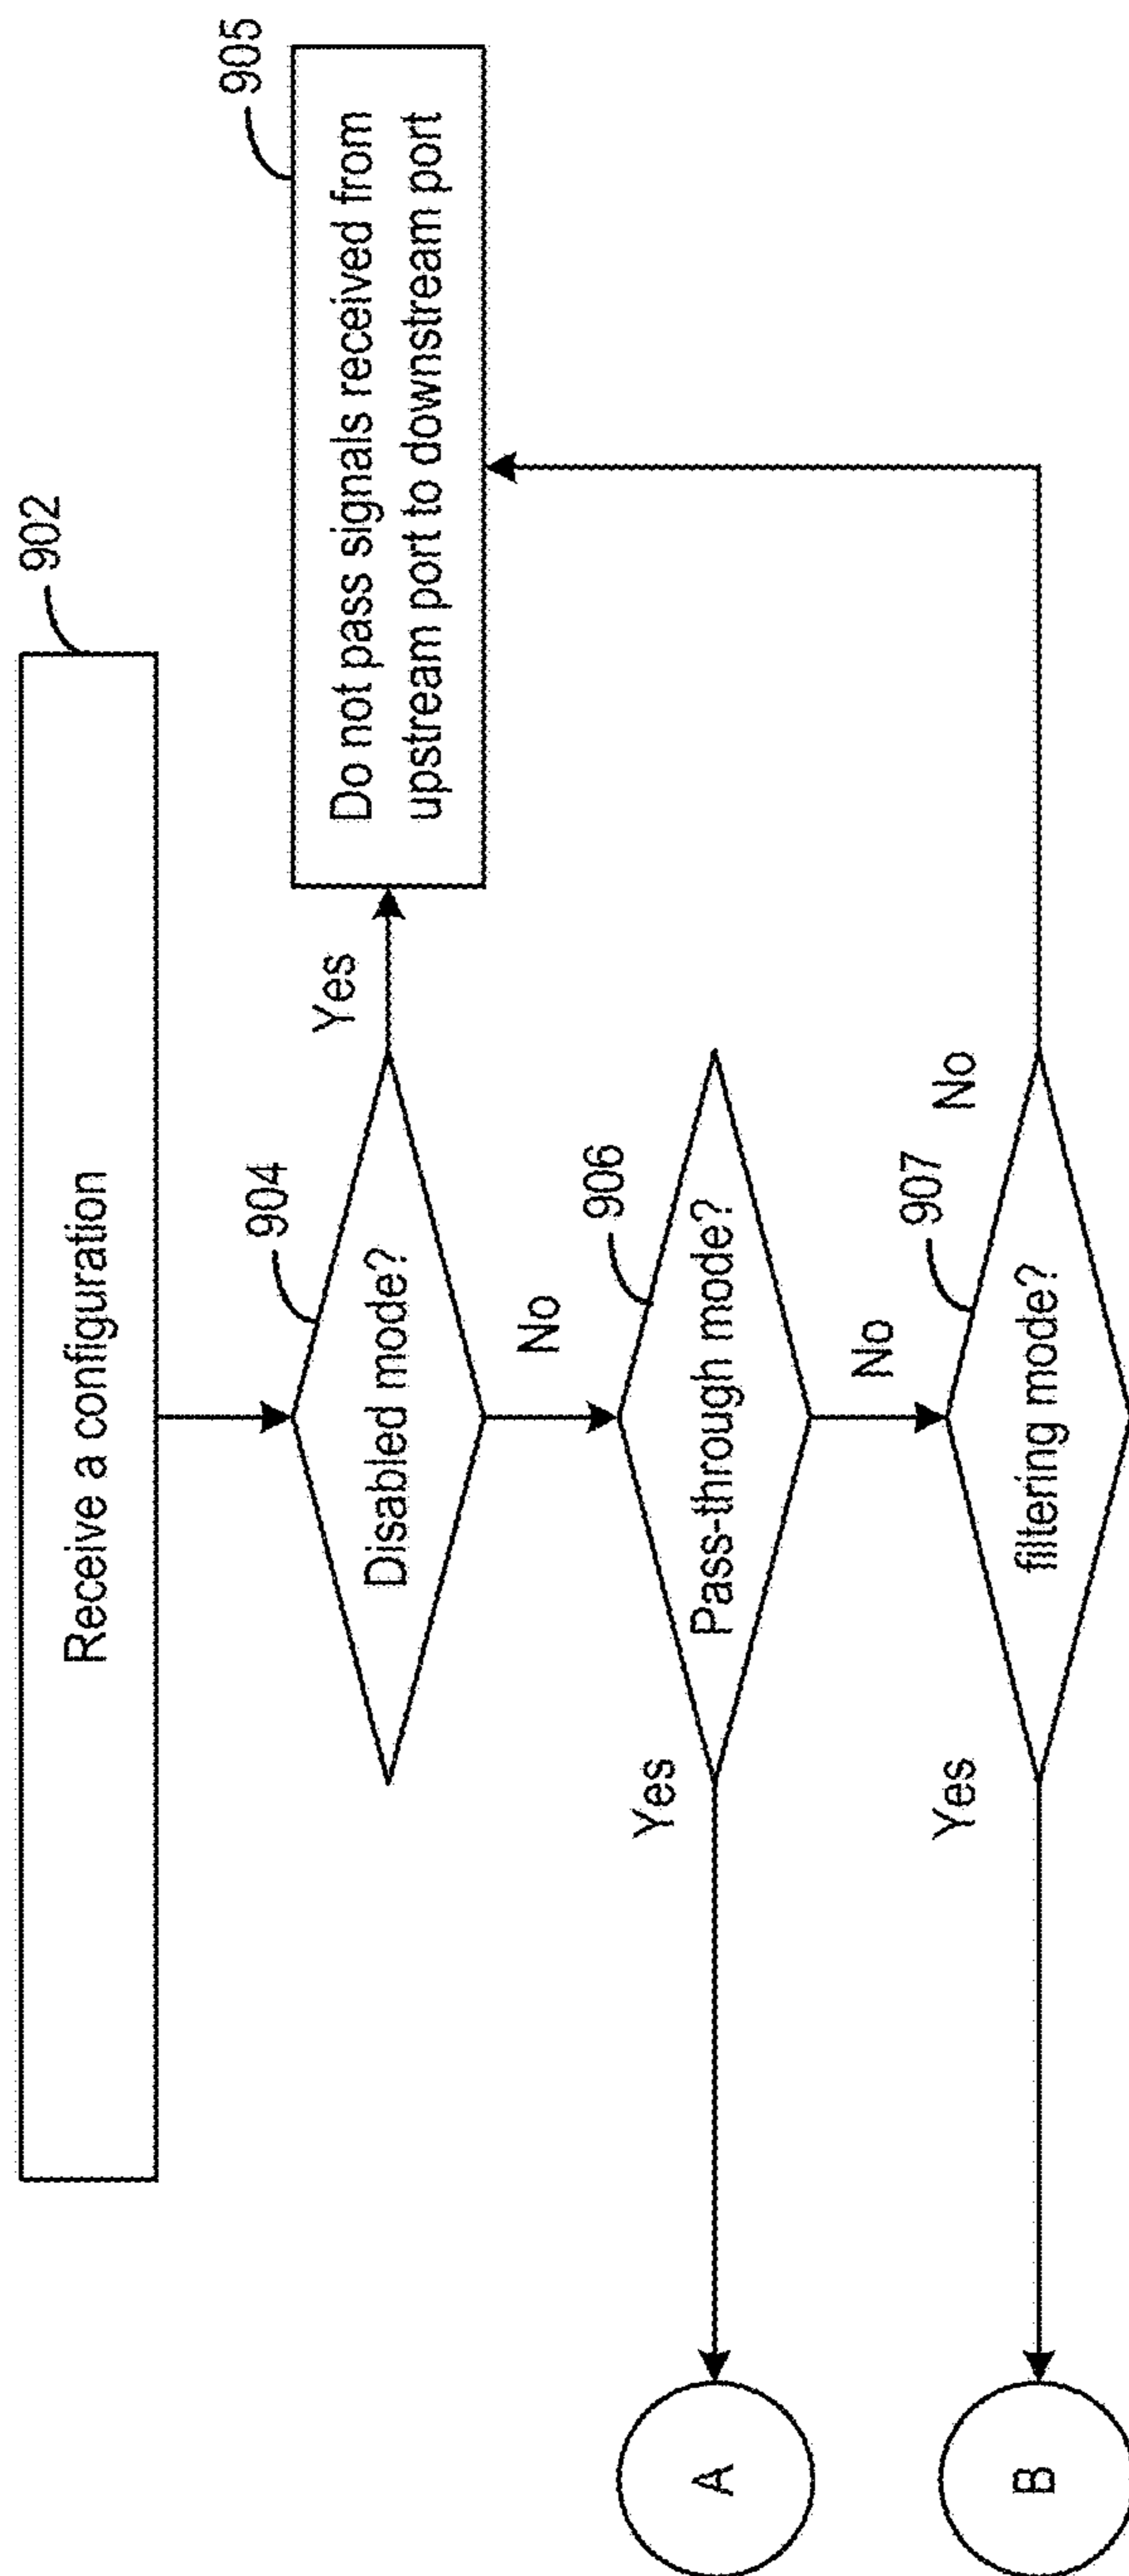 Receive a configuration
902
904
Disabled mode?
Yes
905
Do not pass signals received from
upstream port to downstream port
No
906
Pass-through mode?
Yes
A
No
907
filtering mode?
No
Yes
B